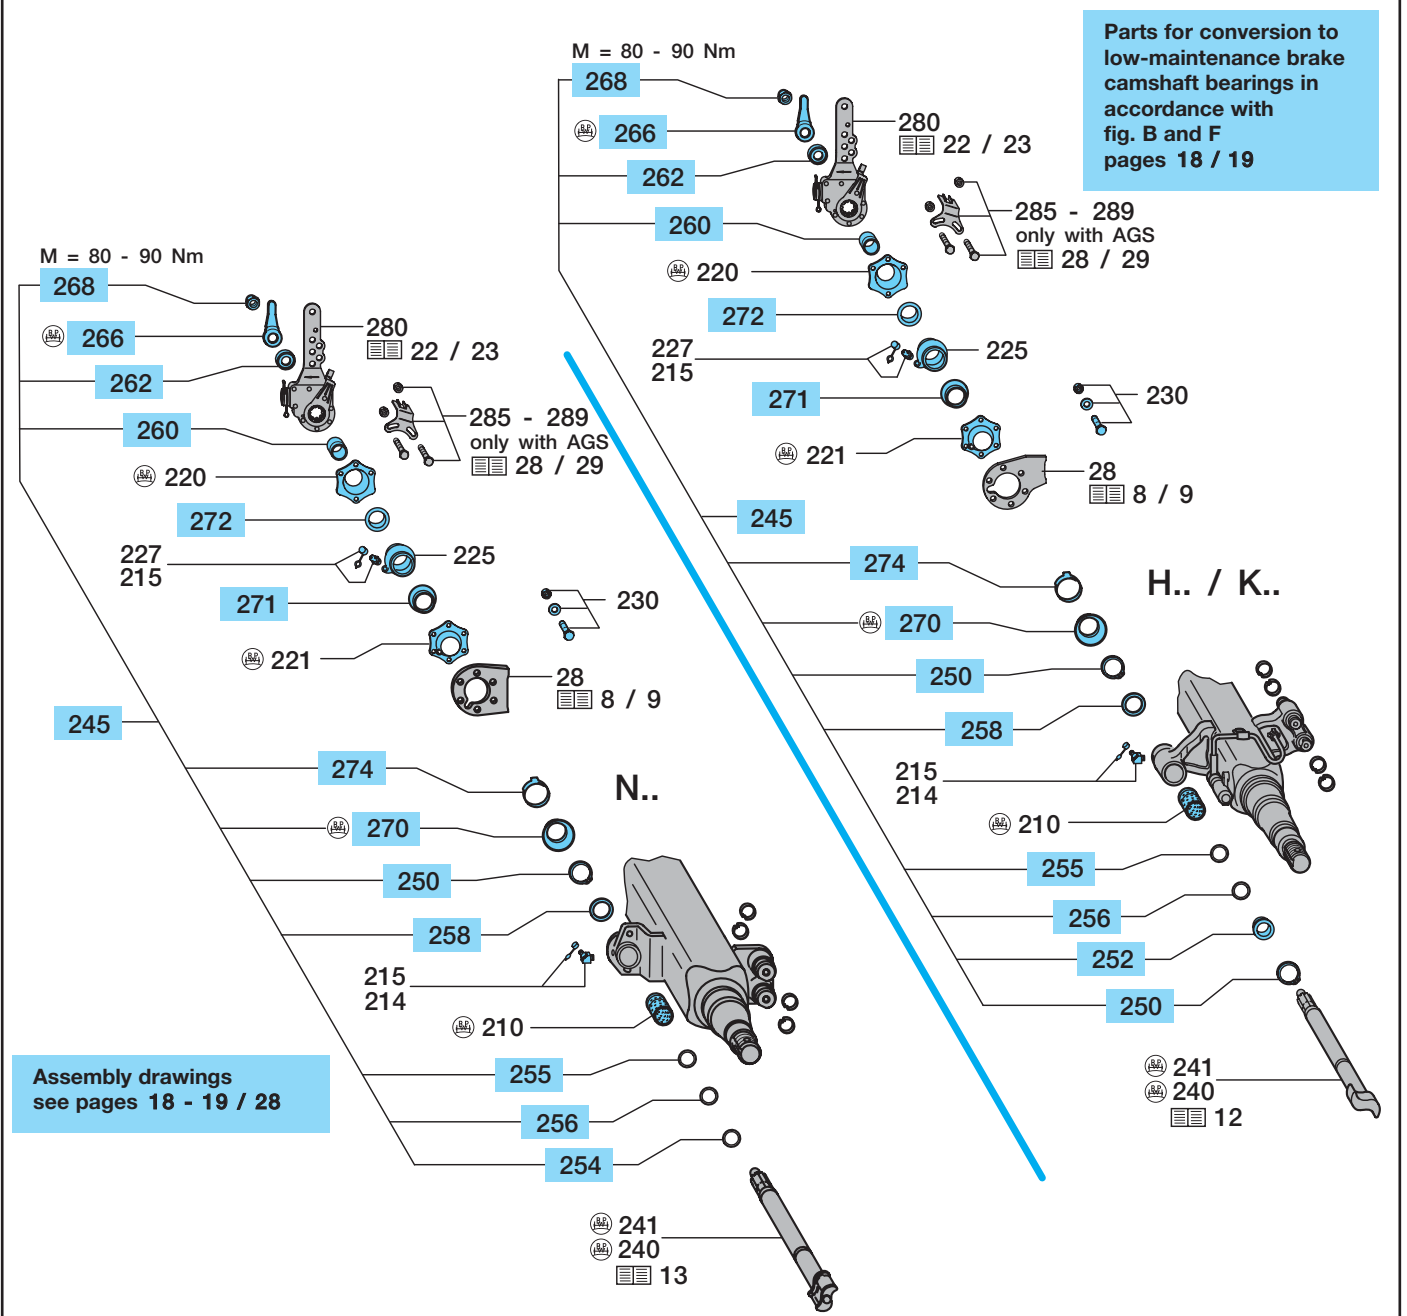 Parts for conversion to
low-maintenance brake
camshaft bearings in
accordance with
fig. B and F
pages 18 / 19
M = 80 - 90 Nm
268
266
280
22 / 23
262
285 - 289
only with AGS
28 / 29
260
220
272
227
215
225
271
230
221
28
8 / 9
245
274
H.. / K..
270
250
258
215
214
210
255
256
252
250
241
240
12
M = 80 - 90 Nm
268
266
280
22 / 23
262
285 - 289
only with AGS
28 / 29
260
220
272
227
215
225
271
230
221
28
8 / 9
245
274
N..
270
250
258
215
214
210
255
256
254
241
240
13
Assembly drawings
see pages 18 - 19 / 28